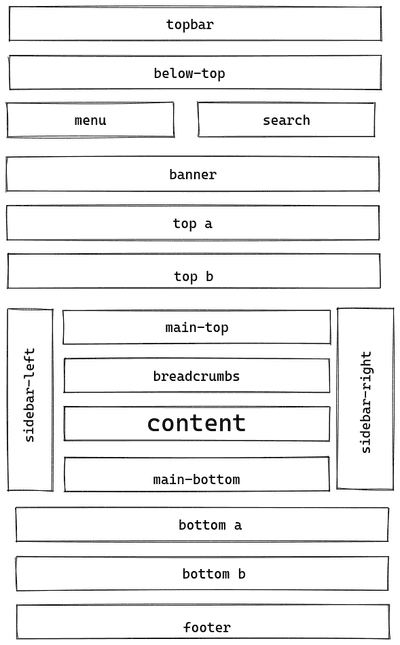 topbar
below-top
menu
search
banner
top a
top b
sidebar-left
main-top
breadcrumbs
content
main-bottom
sidebar-right
bottom a
bottom b
footer